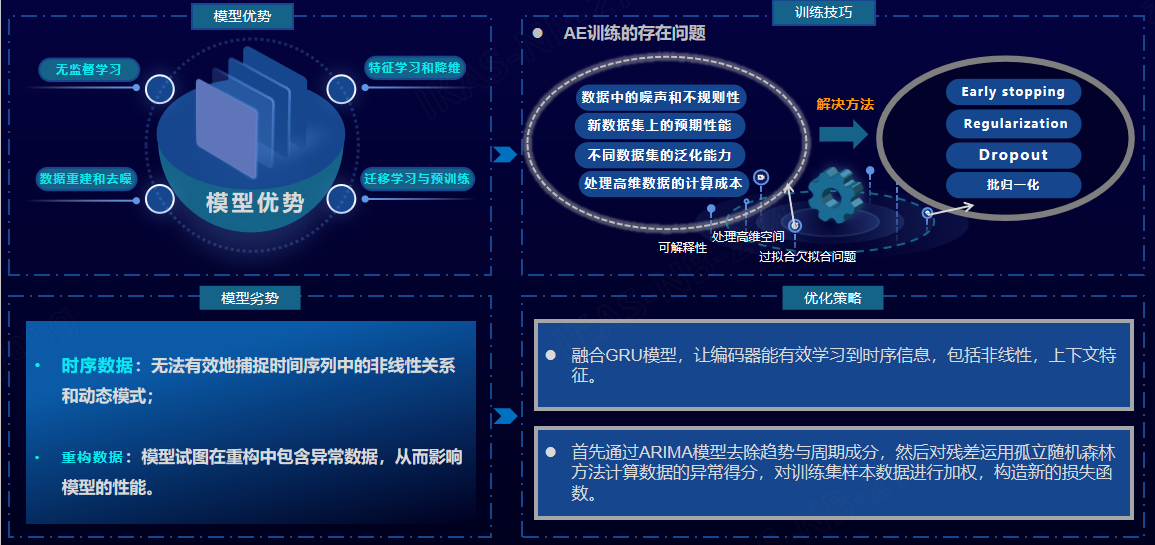 模型优势
无监督学习
特征学习和降维
数据重建和去噪
迁移学习与预训练
模型优势
训练技巧
● AE训练的存在问题
数据中的噪声和不规则性
新数据集上的预期性能
不同数据集的泛化能力
处理高维数据的计算成本
解决方法
Early stopping
Regularization
Dropout
批归一化
可解释性
处理高维空间
过拟合欠拟合问题
模型劣势
• 时序数据：无法有效地捕捉时间序列中的非线性关系
和动态模式；
• 重构数据：模型试图在重构中包含异常数据，从而影响
模型的性能。
优化策略
● 融合GRU模型，让编码器能有效学习到时序信息，包括非线性，上下文特
征。
● 首先通过ARIMA模型去除趋势与周期成分，然后对残差运用孤立随机森林
方法计算数据的异常得分，对训练集样本数据进行加权，构造新的损失函
数。